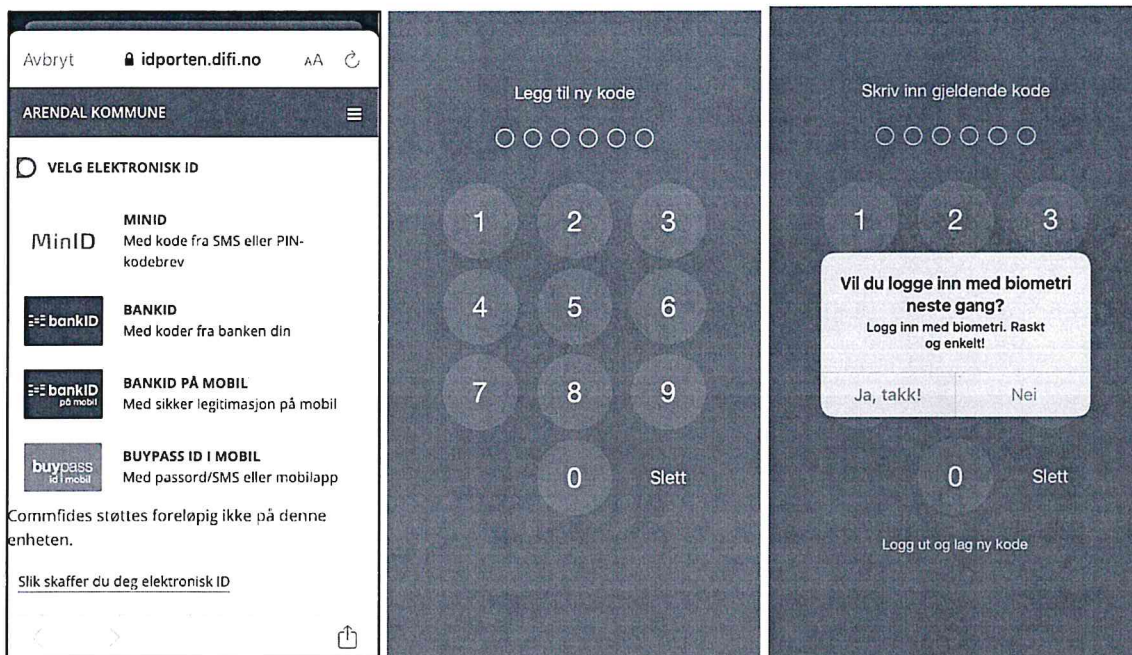 Avbryt
idporten.difi.no
AA
ARENDAL KOMMUNE
VELG ELEKTRONISK ID
MinID
MINID
Med kode fra SMS eller PIN-
kodebrev
bankID
BANKID
Med koder fra banken din
bankID
på mobil
BANKID PÅ MOBIL
Med sikker legitimasjon på mobil
buypass
id i mobil
BUYPASS ID I MOBIL
Med passord/SMS eller mobilapp
Commfides støttes foreløpig ikke på denne
enheten.
Slik skaffer du deg elektronisk ID
Legg til ny kode
1 2 3
4 5 6
7 8 9
0 Slett
Skriv inn gjeldende kode
1 2 3
Vil du logge inn med biometri
neste gang?
Logg inn med biometri. Raskt
og enkelt!
Ja, takk! Nei
0 Slett
Logg ut og lag ny kode